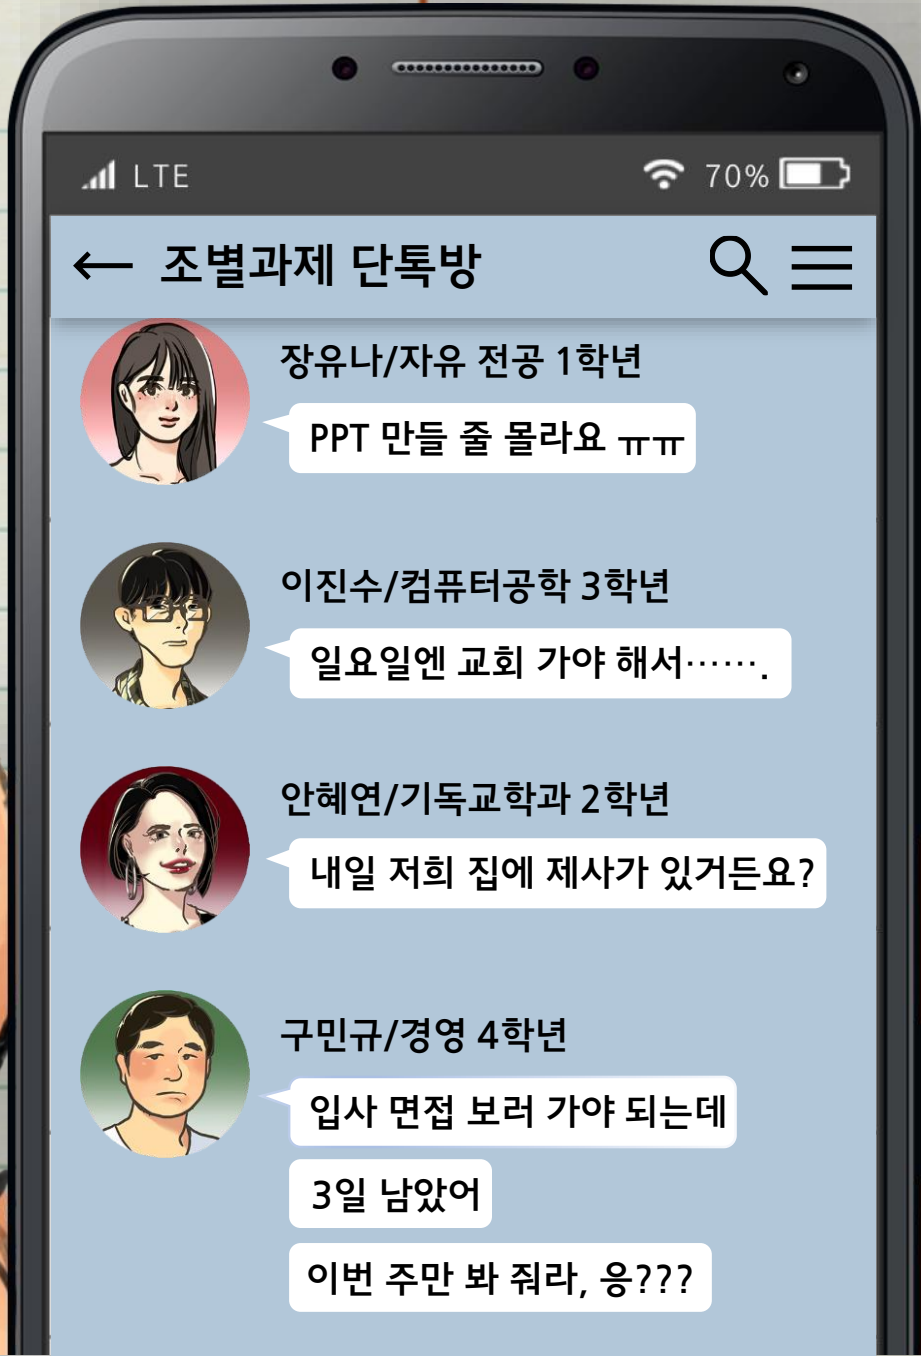 LTE
70%
조별과제 단톡방
장유나/자유 전공 1학년
PPT 만들 줄 몰라요 ㅠㅠ
이진수/컴퓨터공학 3학년
일요일엔 교회 가야 해서…….
안혜연/기독교학과 2학년
내일 저희 집에 제사가 있거든요?
구민규/경영 4학년
입사 면접 보러 가야 되는데
3일 남았어
이번 주만 봐 줘라, 응???